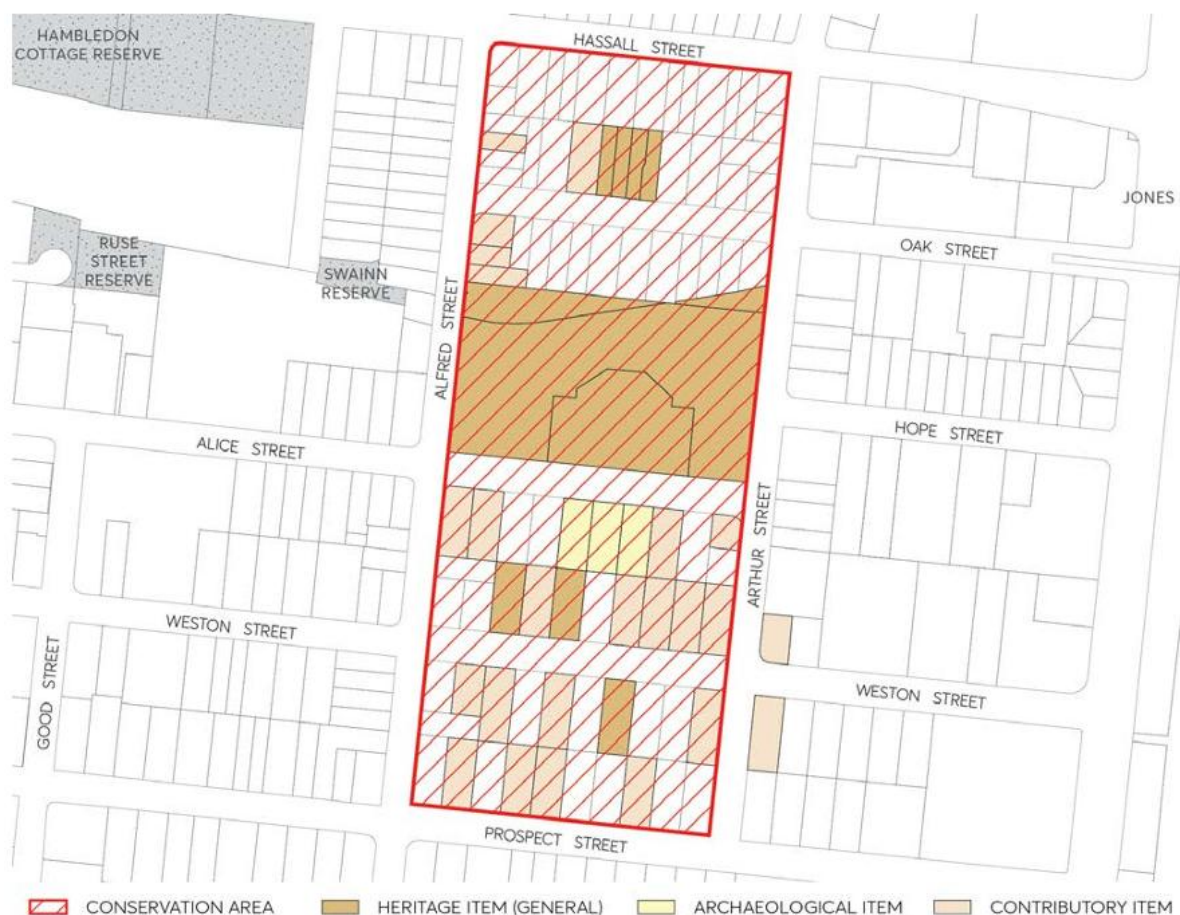 HAMBLEDON
COTTAGE RESERVE
HASSALL STREET
JONES
RUSE
STREET
RESERVE
OAK STREET
SWAINN
RESERVE
ALFRED STREET
HOPE STREET
ALICE STREET
ARTHUR STREET
WESTON STREET
GOOD STREET
WESTON STREET
PROSPECT STREET
CONSERVATION AREA
HERITAGE ITEM (GENERAL)
ARCHAEOLOGICAL ITEM
CONTRIBUTORY ITEM